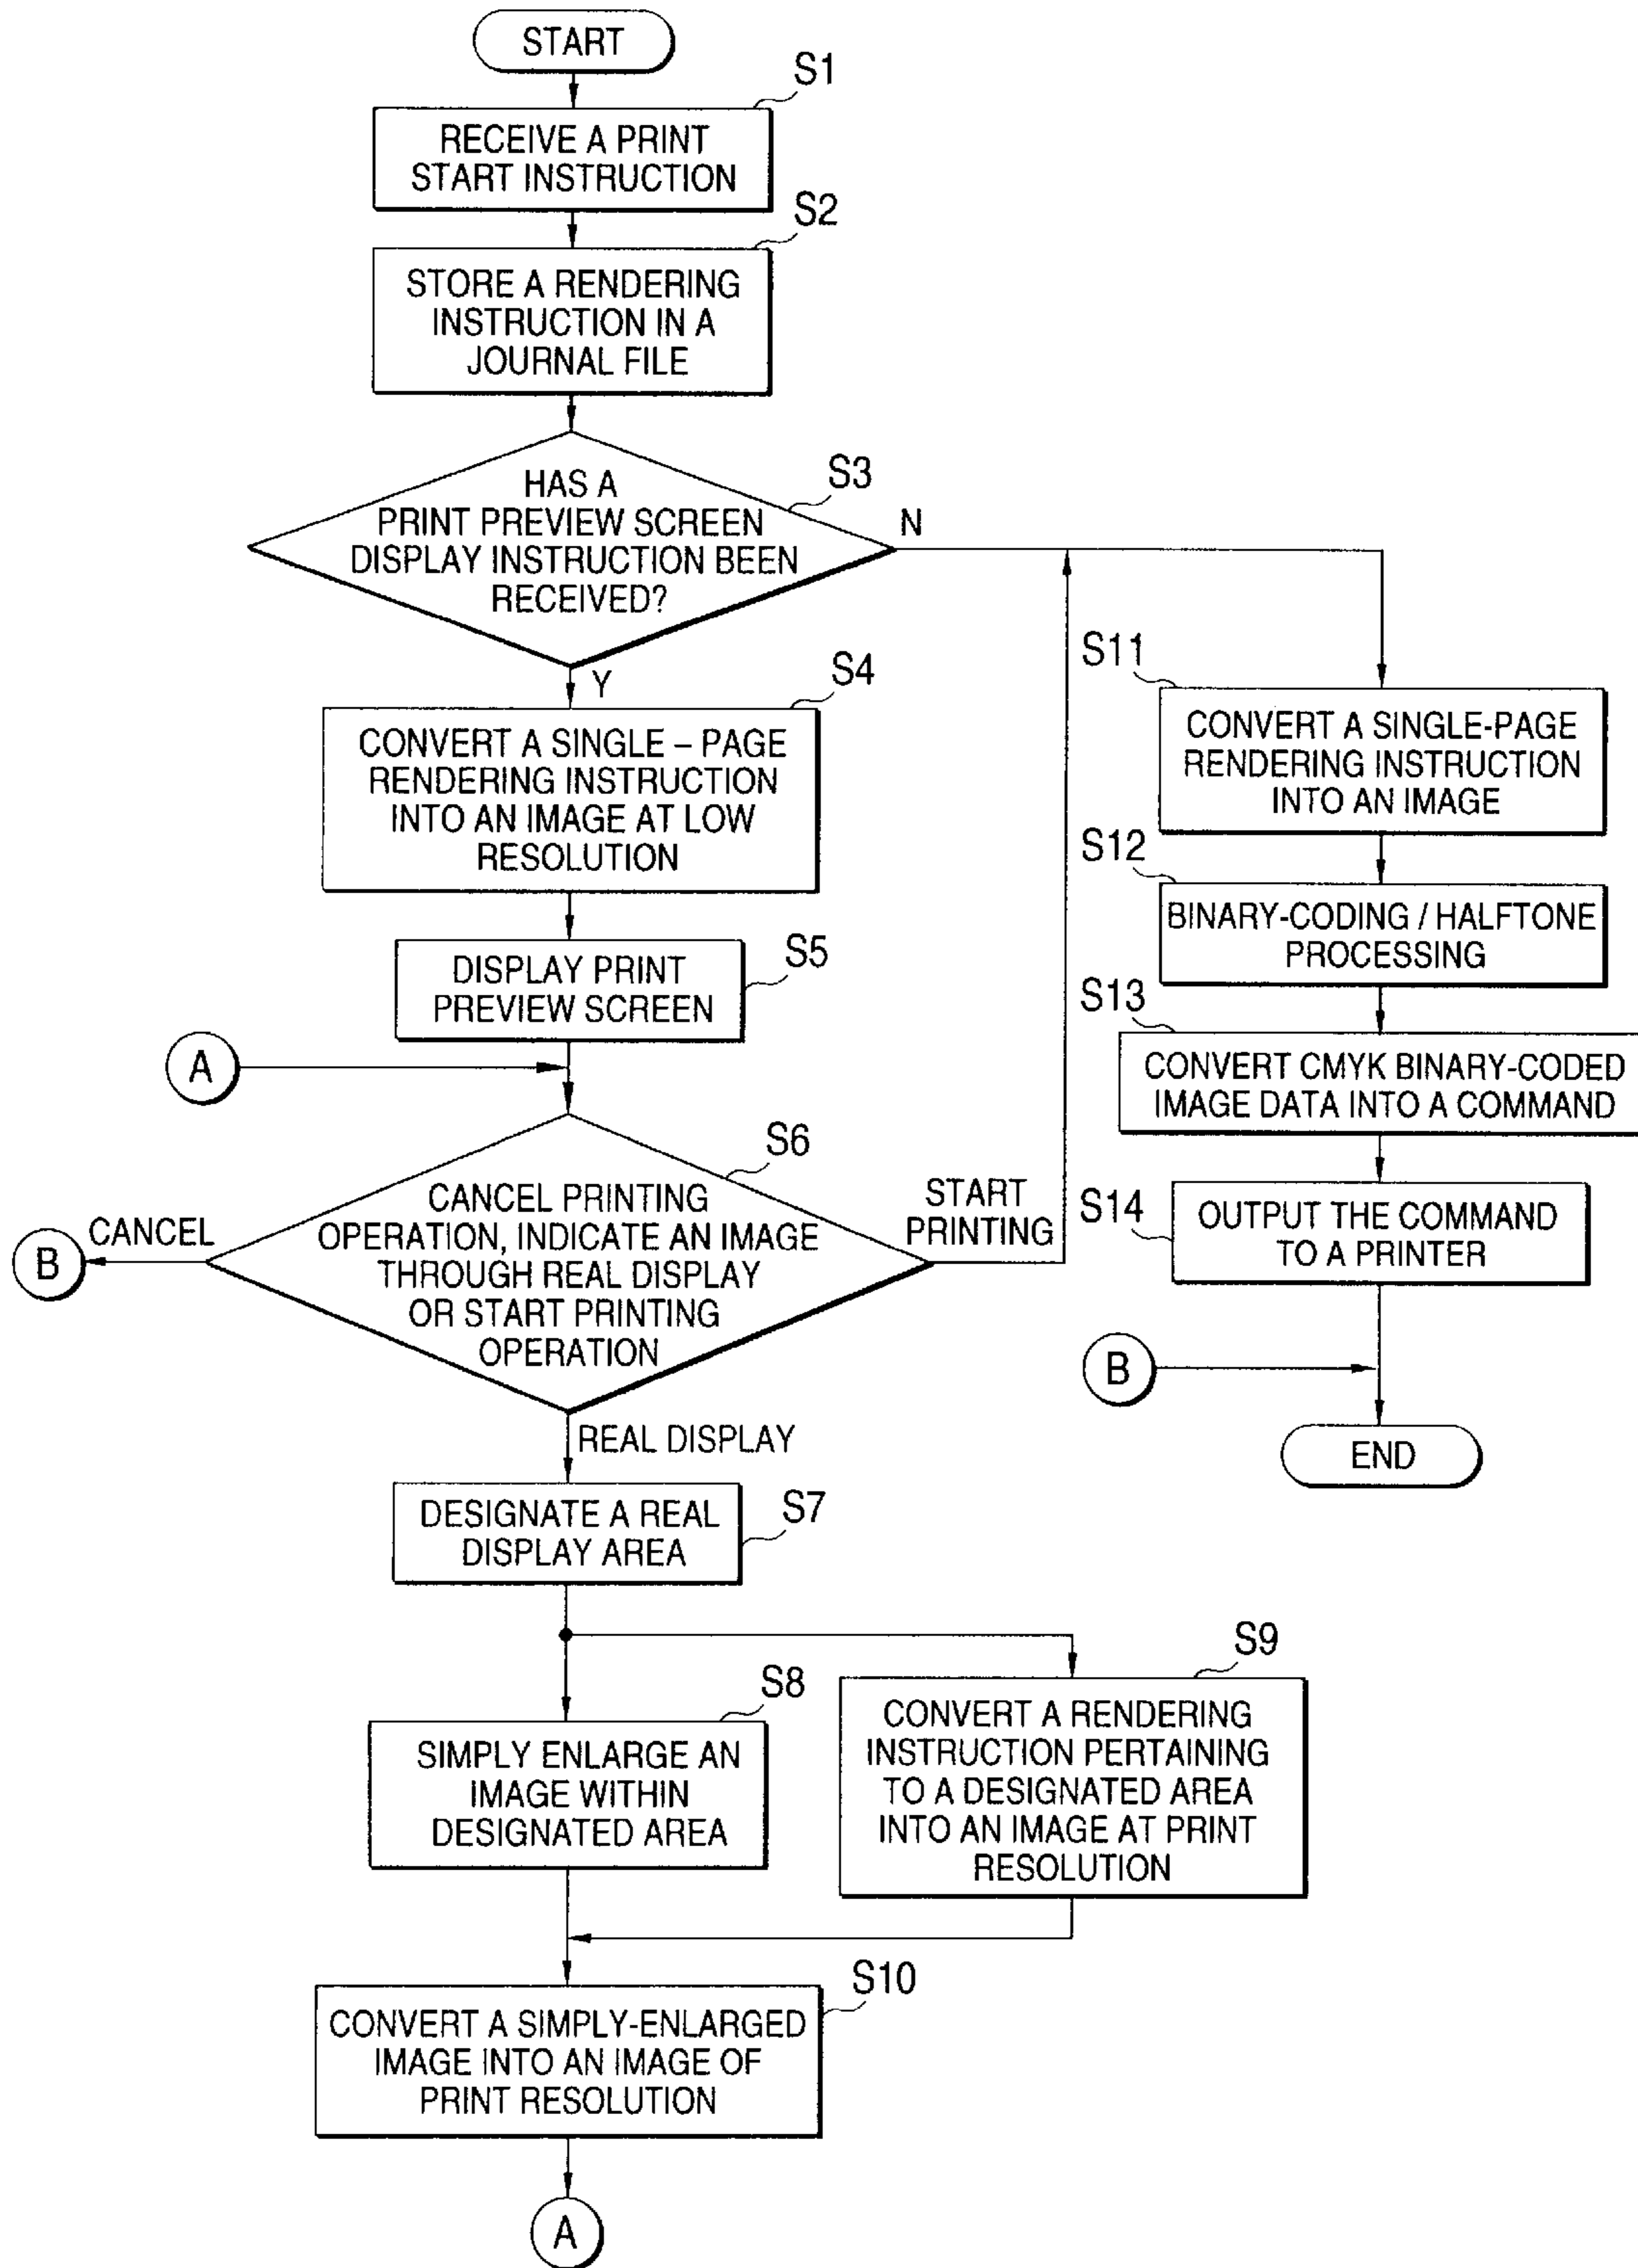 START
S1
RECEIVE A PRINT
START INSTRUCTION
S2
STORE A RENDERING
INSTRUCTION IN A
JOURNAL FILE
S3
HAS A
PRINT PREVIEW SCREEN
DISPLAY INSTRUCTION BEEN
RECEIVED?
N
Y
S4
CONVERT A SINGLE – PAGE
RENDERING INSTRUCTION
INTO AN IMAGE AT LOW
RESOLUTION
S5
DISPLAY PRINT
PREVIEW SCREEN
A
S6
CANCEL PRINTING
OPERATION, INDICATE AN IMAGE
THROUGH REAL DISPLAY
OR START PRINTING
OPERATION
CANCEL
B
START
PRINTING
REAL DISPLAY
S7
DESIGNATE A REAL
DISPLAY AREA
S8
SIMPLY ENLARGE AN
IMAGE WITHIN
DESIGNATED AREA
S9
CONVERT A RENDERING
INSTRUCTION PERTAINING
TO A DESIGNATED AREA
INTO AN IMAGE AT PRINT
RESOLUTION
S10
CONVERT A SIMPLY-ENLARGED
IMAGE INTO AN IMAGE OF
PRINT RESOLUTION
A
S11
CONVERT A SINGLE-PAGE
RENDERING INSTRUCTION
INTO AN IMAGE
S12
BINARY-CODING / HALFTONE
PROCESSING
S13
CONVERT CMYK BINARY-CODED
IMAGE DATA INTO A COMMAND
S14
OUTPUT THE COMMAND
TO A PRINTER
B
END